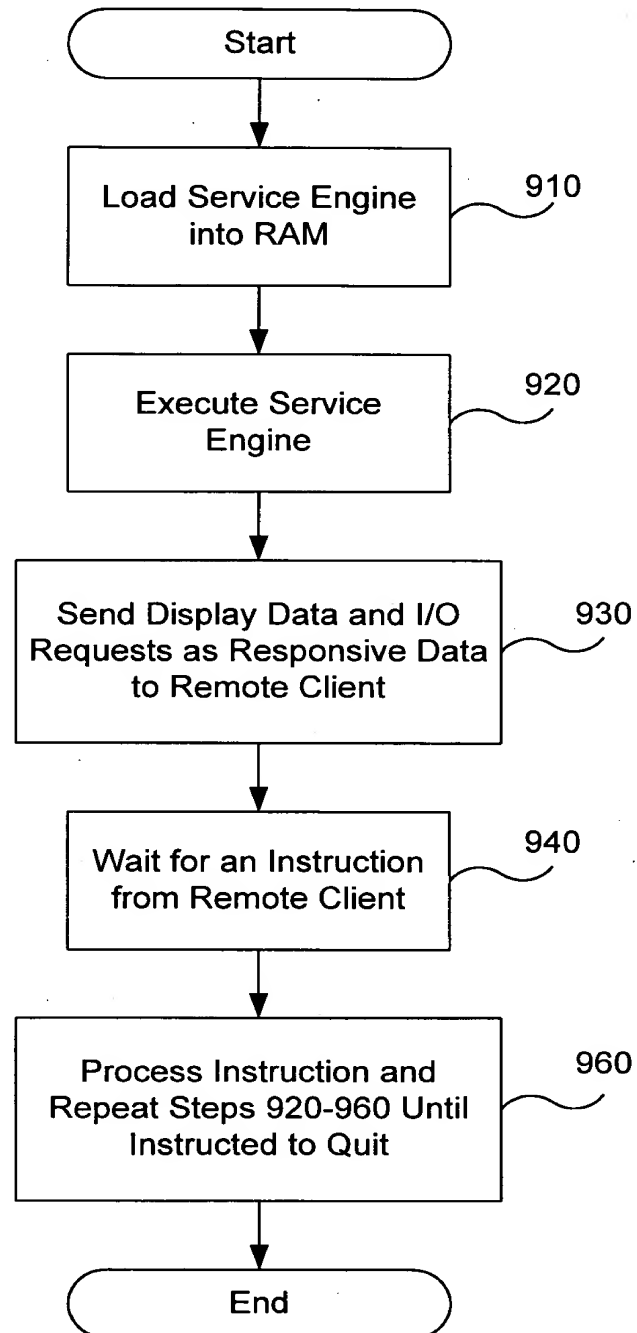 Start
Load Service Engine
into RAM
910
Execute Service
Engine
920
Send Display Data and I/O
Requests as Responsive Data
to Remote Client
930
Wait for an Instruction
from Remote Client
940
Process Instruction and
Repeat Steps 920-960 Until
Instructed to Quit
960
End